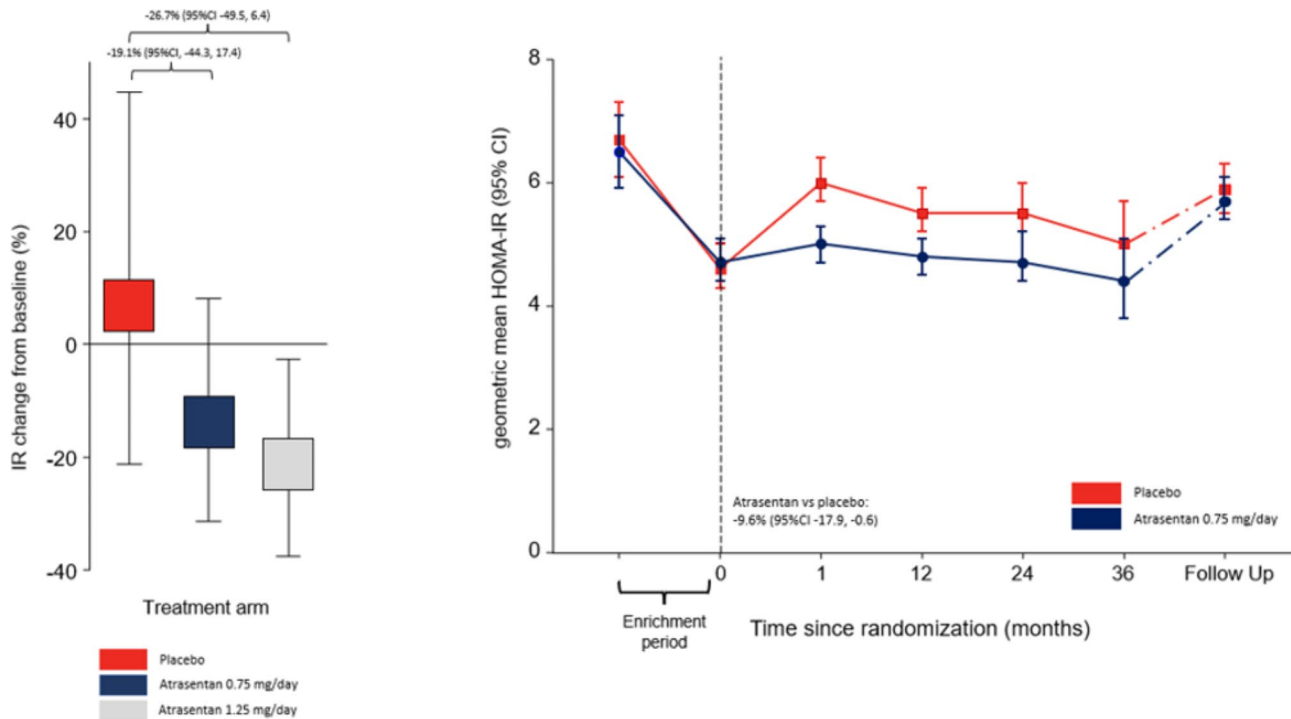 -26.7% (95%CI -49.5, 6.4)
-19.1% (95%CI, -44.3, 17.4)
IR change from baseline (%)
40
20
0
-20
-40
Treatment arm
Placebo
Atrasentan 0.75 mg/day
Atrasentan 1.25 mg/day
geometric mean HOMA-IR (95% CI)
8
6
4
2
0
Atrasentan vs placebo:
-9.6% (95%CI -17.9, -0.6)
Placebo
Atrasentan 0.75 mg/day
0 1 12 24 36 Follow Up
Enrichment
period
Time since randomization (months)